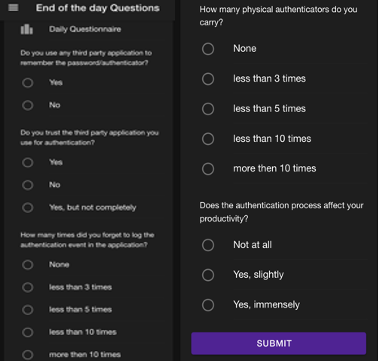 End of the day Questions
Daily Questionnaire
Do you use any third party application to
remember the password/authenticator?
Yes
No
Do you trust the third party application you
use for authentication?
Yes
No
Yes, but not completely
How many times did you forget to log the
authentication event in the application?
None
less than 3 times
less than 5 times
less than 10 times
more then 10 times
How many physical authenticators do you
carry?
None
less than 3 times
less than 5 times
less than 10 times
more then 10 times
Does the authentication process affect your
productivity?
Not at all
Yes, slightly
Yes, immensely
SUBMIT